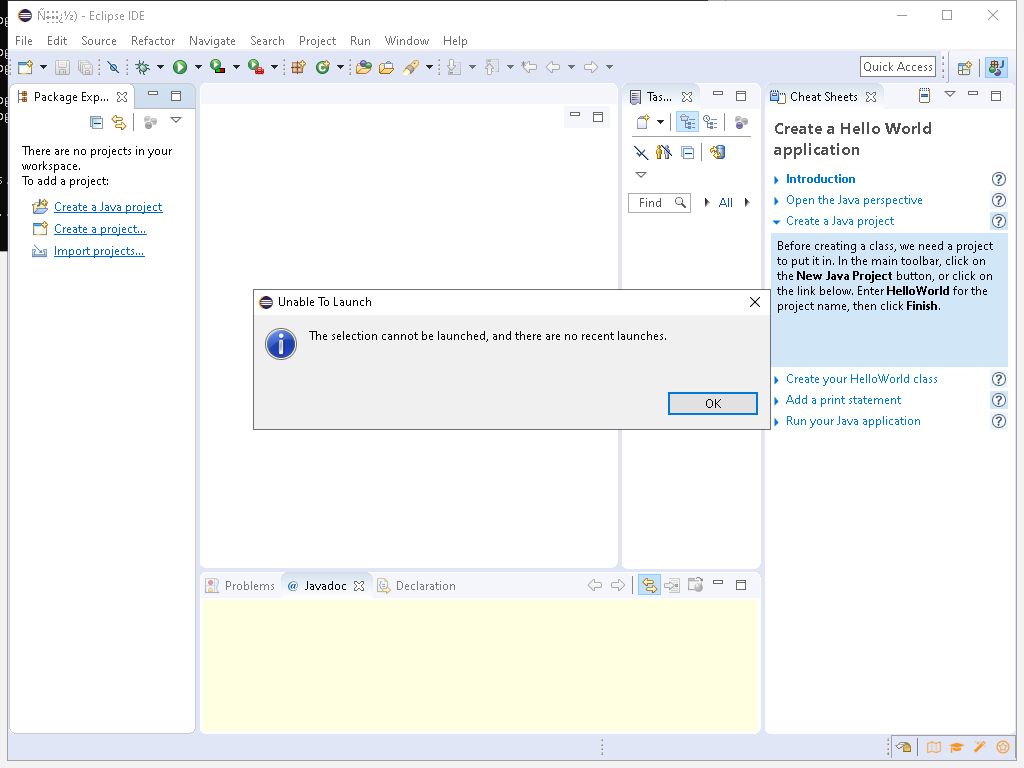 - Eclipse IDE
File Edit Source Refactor Navigate Search Project Run Window Help
Quick Access
Package Exp...
There are no projects in your
workspace.
To add a project:
Create a Java project
Create a project...
Import projects...
Tas...
Find
All
Cheat Sheets
Create a Hello World
application
Introduction
Open the Java perspective
Create a Java project
Before creating a class, we need a project
to put it in. In the main toolbar, click on
the New Java Project button, or click on
the link below. Enter HelloWorld for the
project name, then click Finish.
Create your HelloWorld class
Add a print statement
Run your Java application
Unable To Launch
The selection cannot be launched, and there are no recent launches.
OK
Problems @ Javadoc Declaration